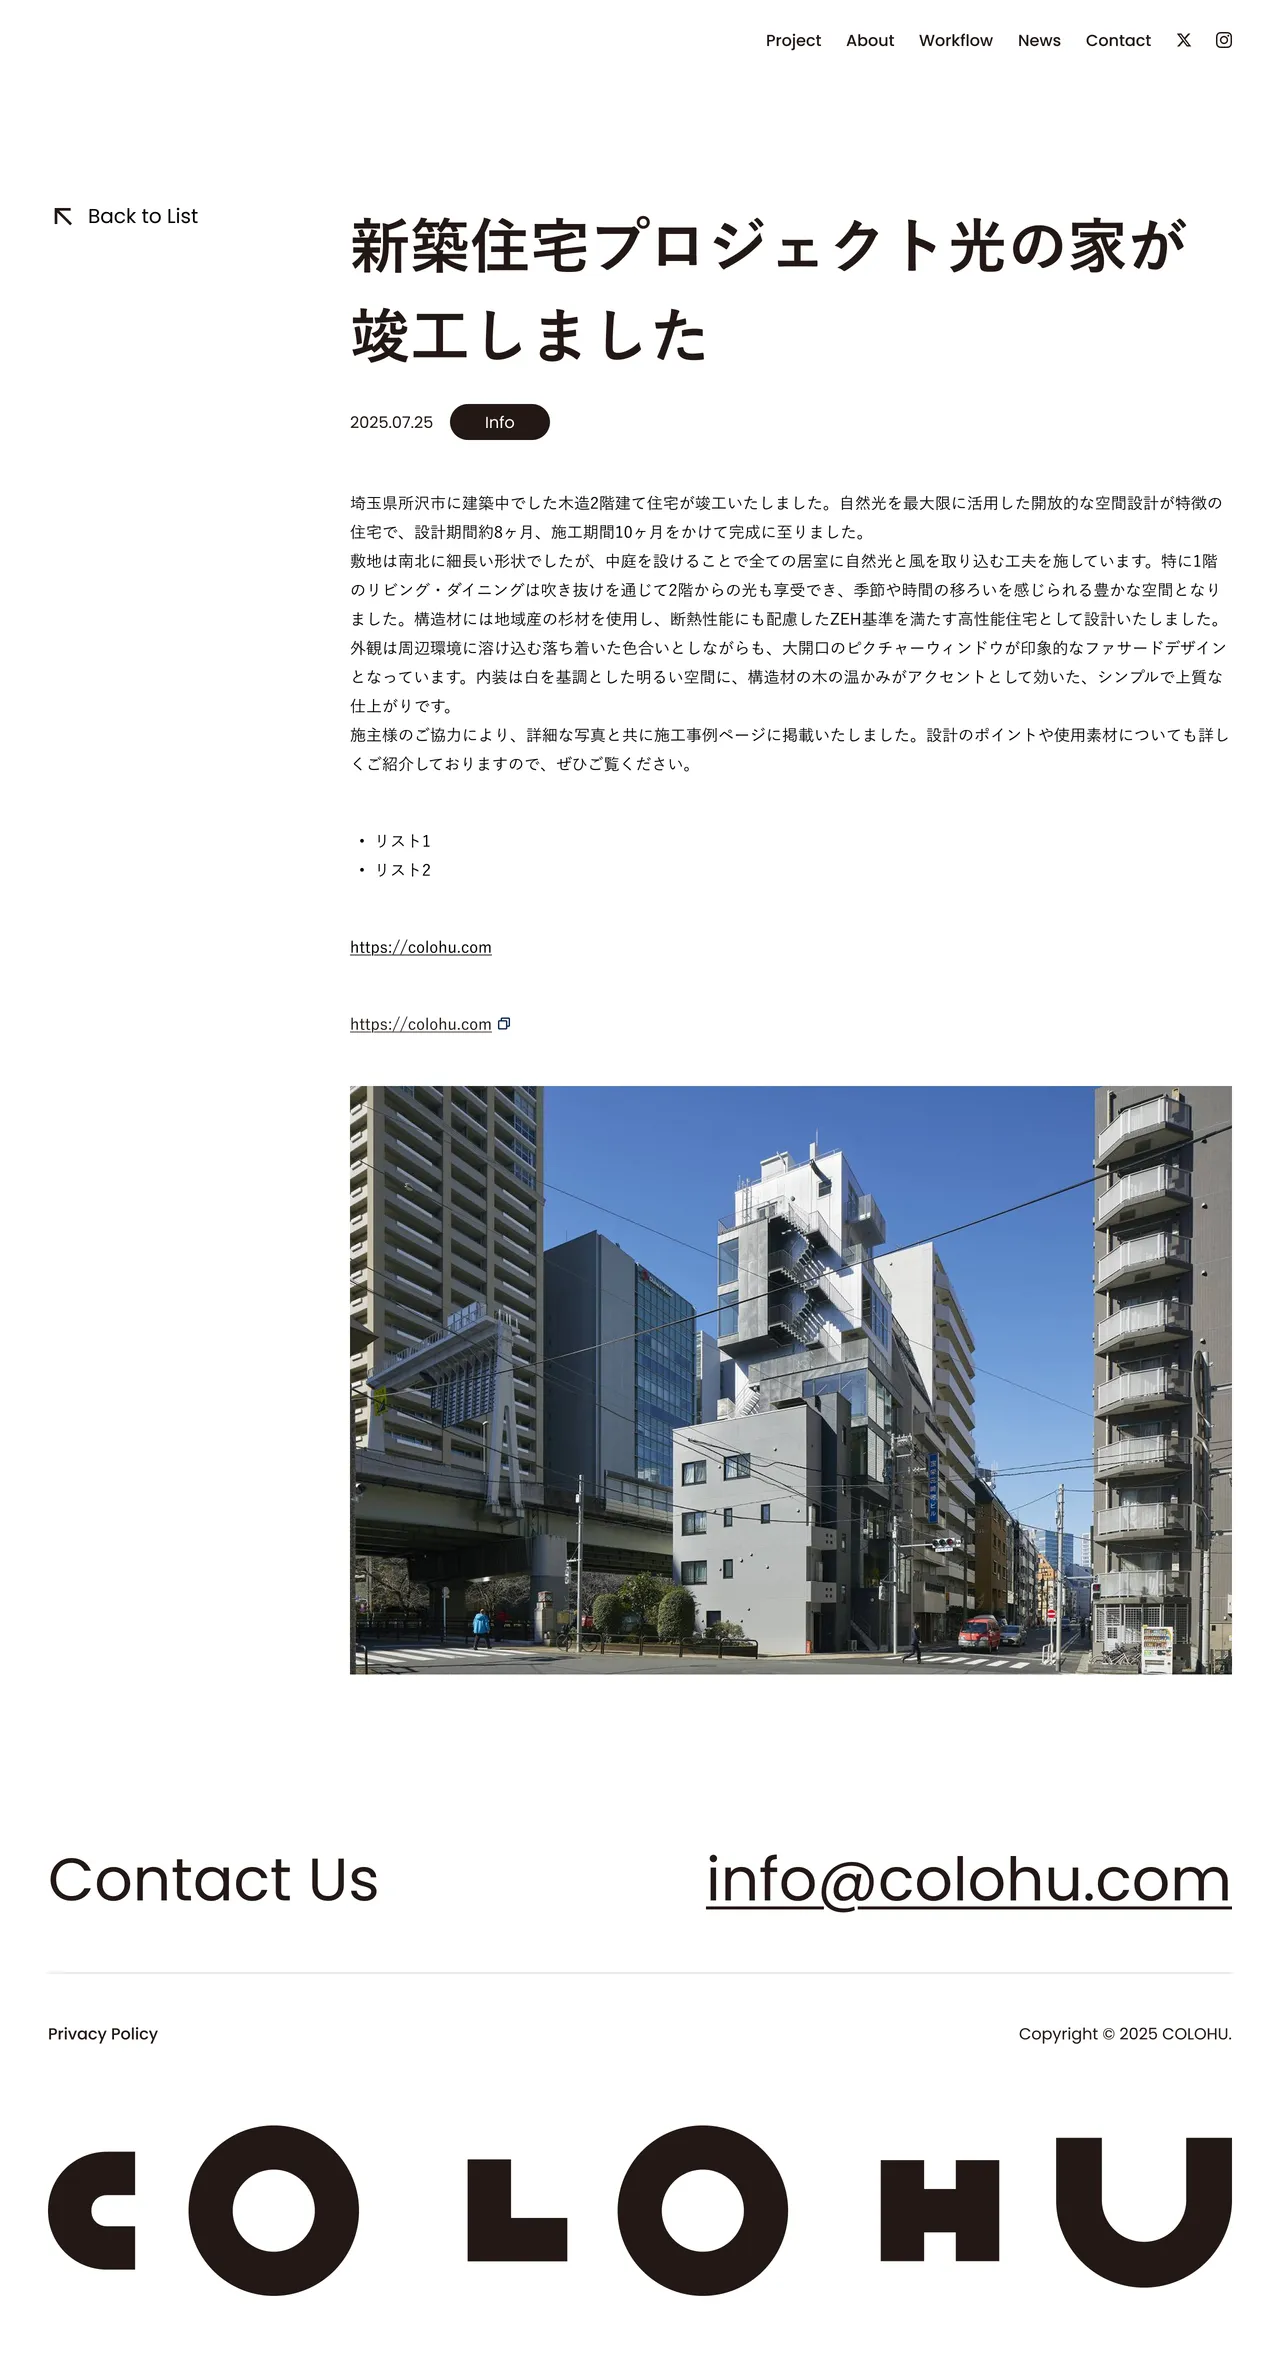 Project About Workflow News Contact
Back to List
新築住宅プロジェクト光の家が
竣工しました
2025.07.25 Info
埼玉県所沢市に建築中でした木造2階建て住宅が竣工いたしました。自然光を最大限に活用した開放的な空間設計が特徴の
住宅で、設計期間約8ヶ月、施工期間10ヶ月をかけて完成に至りました。
敷地は南北に細長い形状でしたが、中庭を設けることで全ての居室に自然光と風を取り込む工夫を施しています。特に1階
のリビング・ダイニングは吹き抜けを通じて2階からの光も享受でき、季節や時間の移ろいを感じられる豊かな空間となり
ました。構造材には地域産の杉材を使用し、断熱性能にも配慮したZEH基準を満たす高性能住宅として設計いたしました。
外観は周辺環境に溶け込む落ち着いた色合いとしながらも、大開口のピクチャーウィンドウが印象的なファサードデザイン
となっています。内装は白を基調とした明るい空間に、構造材の木の温かみがアクセントとして効いた、シンプルで上質な
仕上がりです。
施主様のご協力により、詳細な写真と共に施工事例ページに掲載いたしました。設計のポイントや使用素材についても詳し
くご紹介しておりますので、ぜひご覧ください。
・リスト1
・リスト2
https://colohu.com
https://colohu.com
Contact Us
info@colohu.com
Privacy Policy
Copyright © 2025 COLOHU.
COLOHU